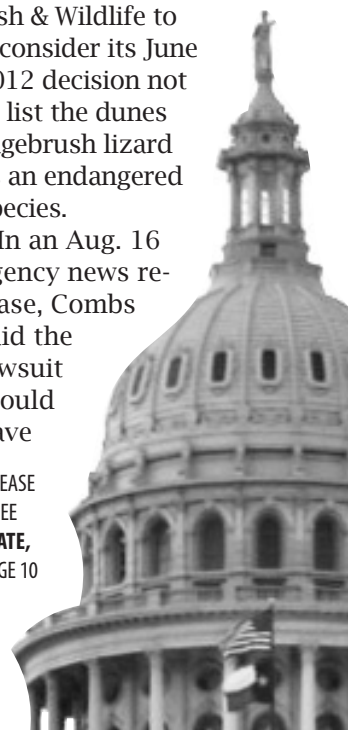 sh & Wildlife to
consider its June
012 decision not
list the dunes
gebrush lizard
an endangered
pecies.
In an Aug. 16
gency news re-
ase, Combs
id the
wsuit
ould
ave
EASE
EE
ATE,
GE 10